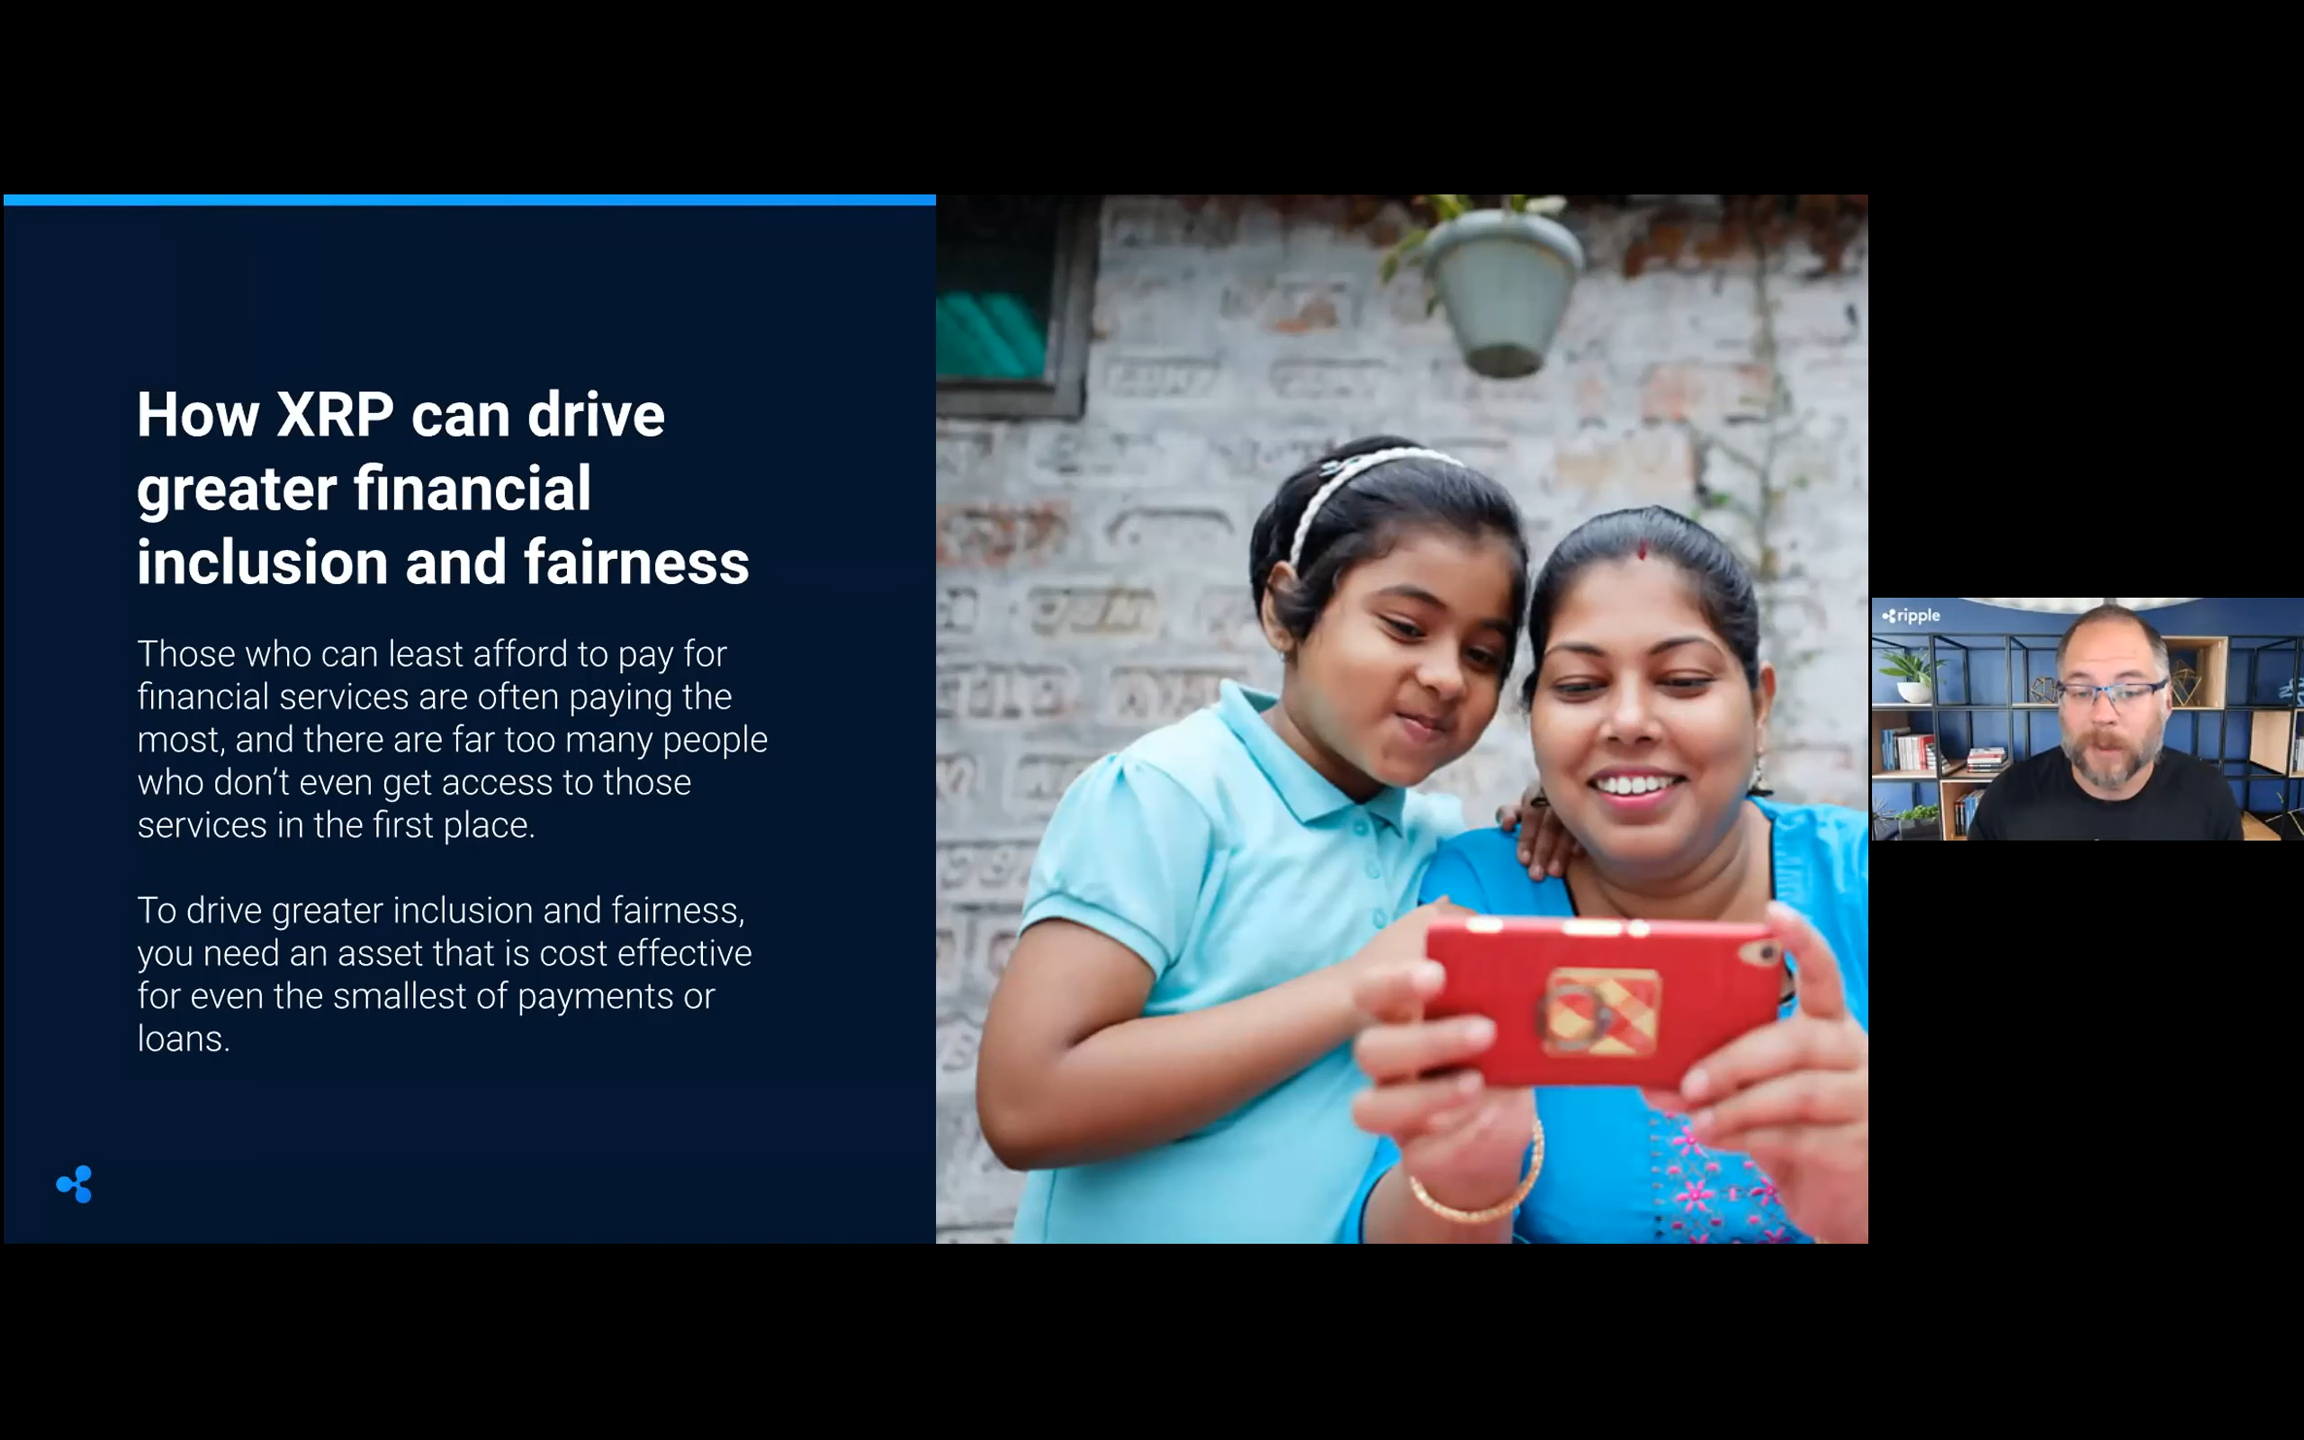 How XRP can drive
greater financial
inclusion and fairness
Those who can least afford to pay for
financial services are often paying the
most, and there are far too many people
who don't even get access to those
services in the first place.
To drive greater inclusion and fairness,
you need an asset that is cost effective
for even the smallest of payments or
loans.
ripple